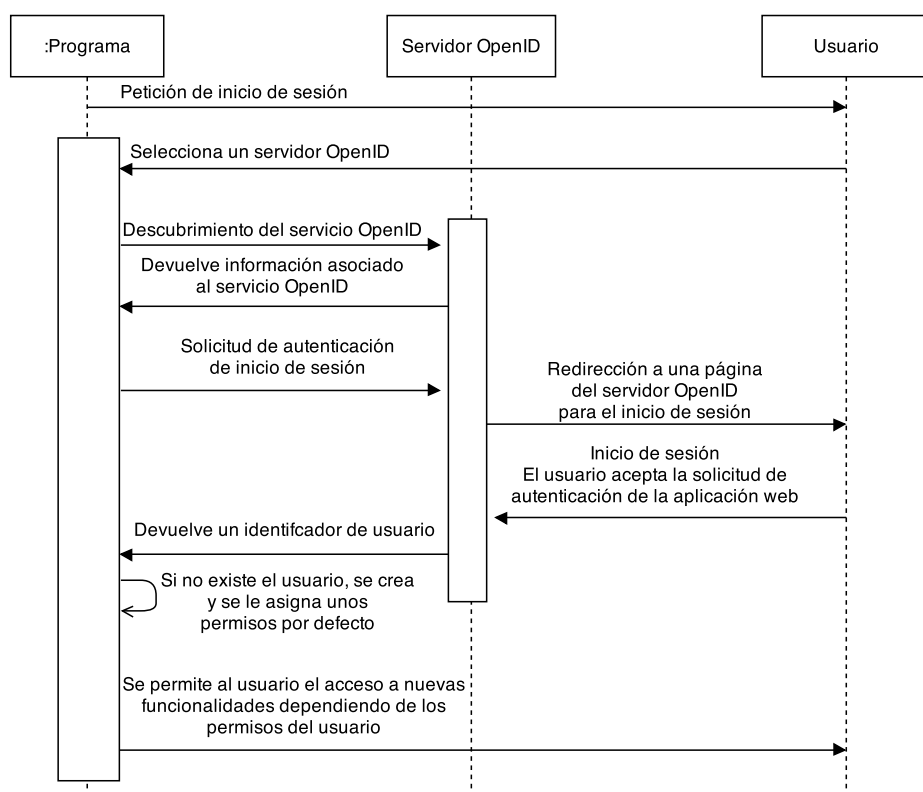 :Programa
Servidor OpenID
Usuario
Petición de inicio de sesión
Selecciona un servidor OpenID
Descubrimiento del servicio OpenID
Devuelve información asociado
al servicio OpenID
Solicitud de autenticación
de inicio de sesión
Redirección a una página
del servidor OpenID
para el inicio de sesión
Inicio de sesión
El usuario acepta la solicitud de
autenticación de la aplicación web
Devuelve un identifcador de usuario
Si no existe el usuario, se crea
y se le asigna unos
permisos por defecto
Se permite al usuario el acceso a nuevas
funcionalidades dependiendo de los
permisos del usuario